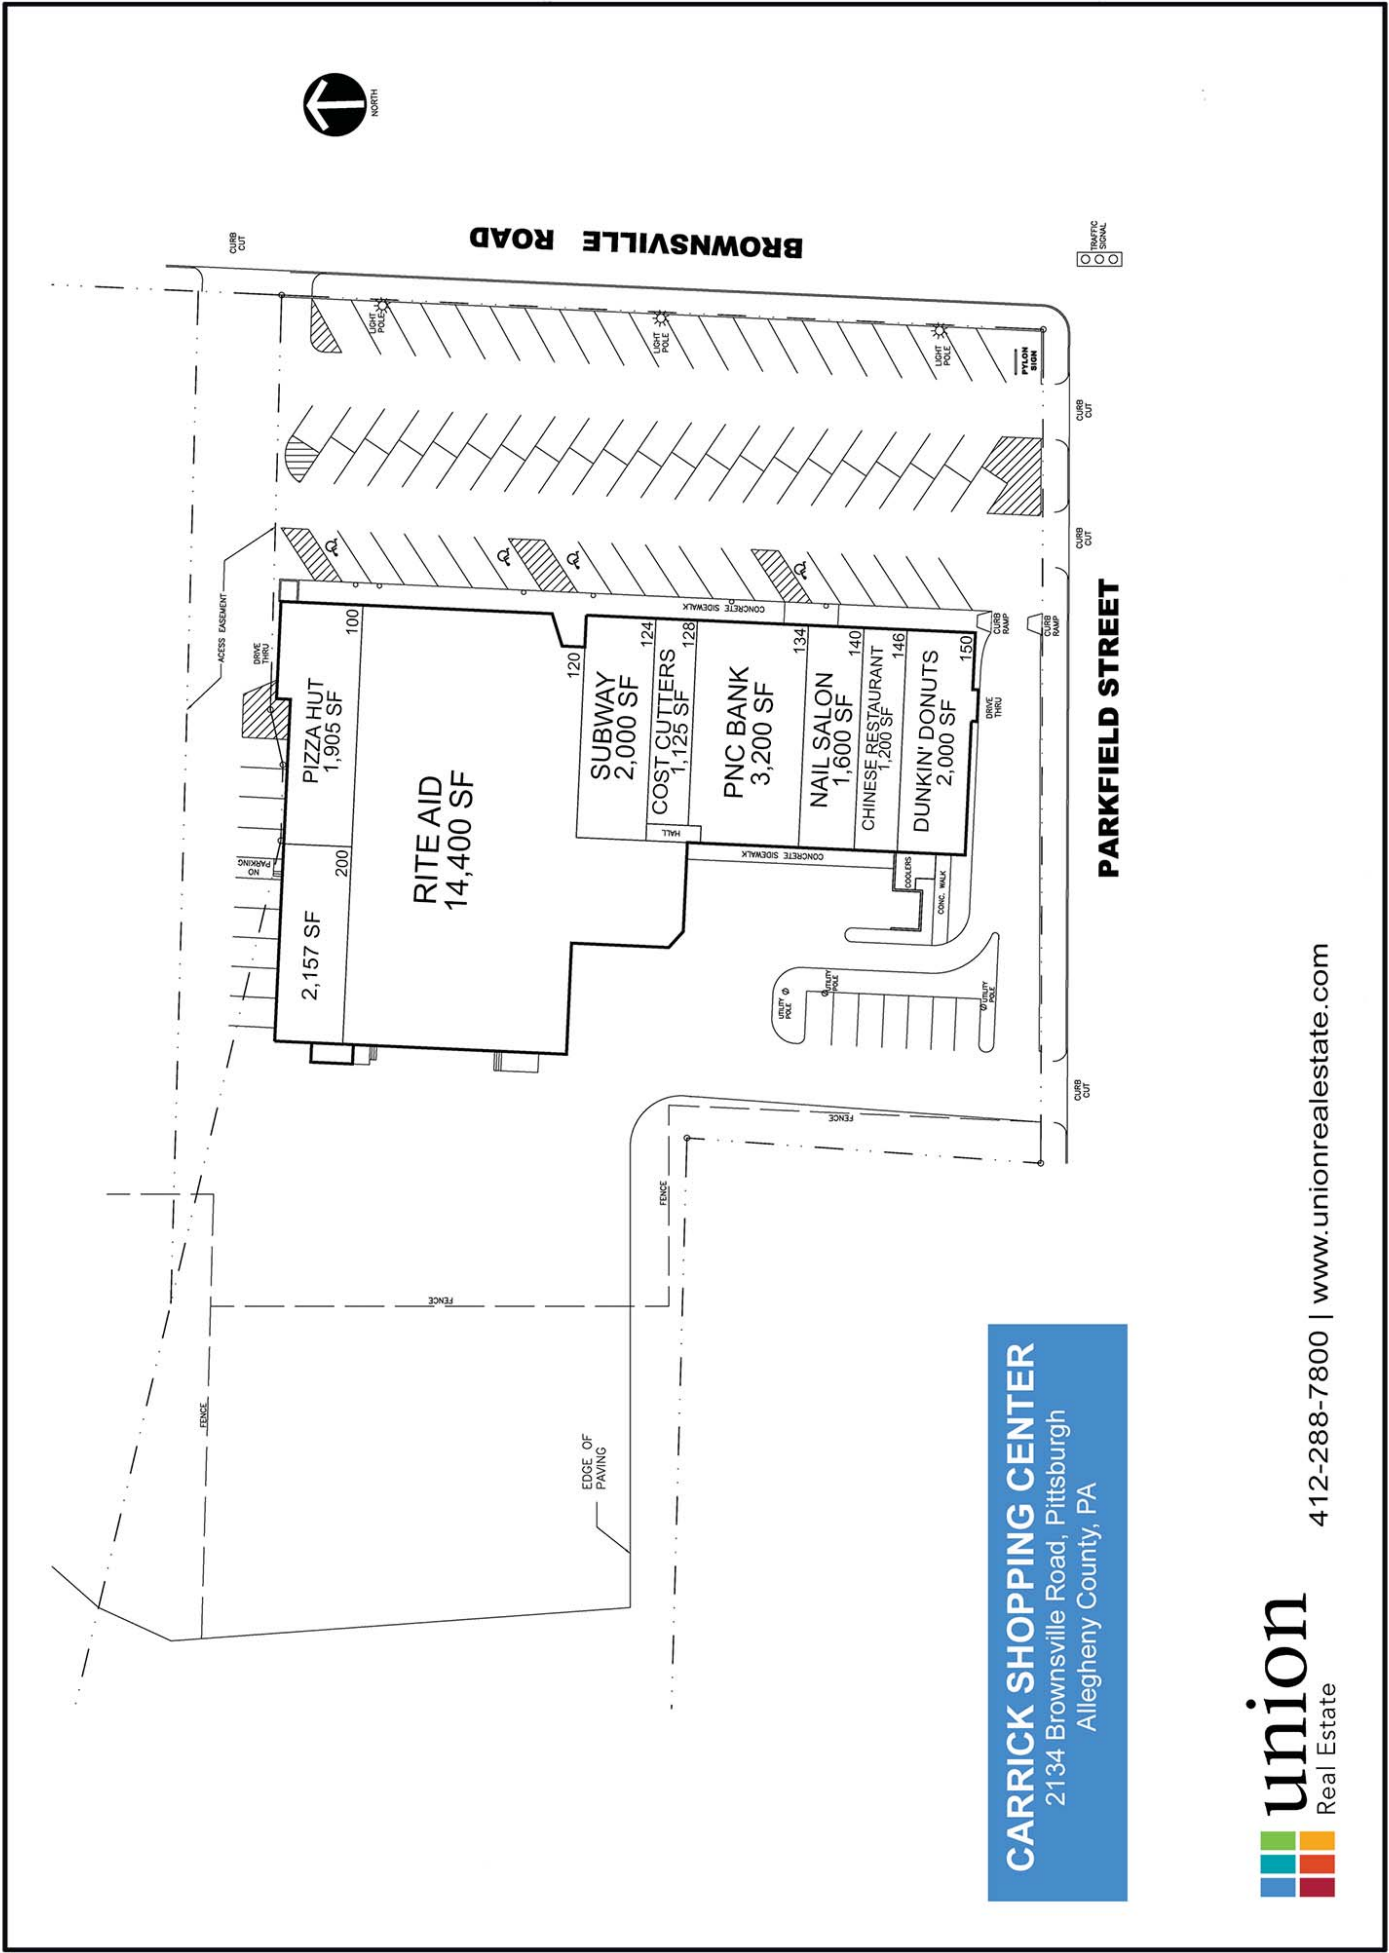 NORTH
BROWNSVILLE ROAD
CURB
CUT
TRAFFIC
SIGNAL
LIGHT
POLE
LIGHT
POLE
LIGHT
POLE
PYLON
SIGN
CURB
CUT
CURB
CUT
ACESS EASEMENT
DRIVE
THRU
CONCRETE SIDEWALK
CURB
RAMP
CURB
RAMP
PARKFIELD STREET
100
PIZZA HUT
1,905 SF
NO
PARKING
200
2,157 SF
RITE AID
14,400 SF
120
SUBWAY
2,000 SF
124
COST CUTTERS
1,125 SF
128
HALL
PNC BANK
3,200 SF
134
NAIL SALON
1,600 SF
140
CHINESE RESTAURANT
1,200 SF
146
DUNKIN' DONUTS
2,000 SF
150
DRIVE
THRU
CONCRETE SIDEWALK
COOLERS
CONC. WALK
UTILITY
POLE
UTILITY
POLE
UTILITY
POLE
CURB
CUT
FENCE
FENCE
FENCE
FENCE
EDGE OF
PAVING
CARRICK SHOPPING CENTER
2134 Brownsville Road, Pittsburgh
Allegheny County, PA
union
Real Estate
412-288-7800 | www.unionrealestate.com